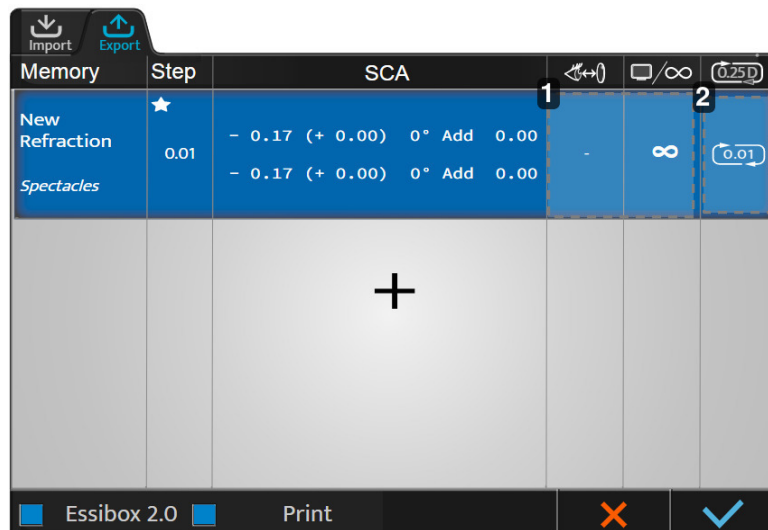 Import Export
Memory Step SCA /∞ 0.25D
1 2
New
Refraction
Spectacles
0.01
- 0.17 (+ 0.00) 0° Add 0.00
- 0.17 (+ 0.00) 0° Add 0.00
- ∞ 0.01
+
Essibox 2.0 Print